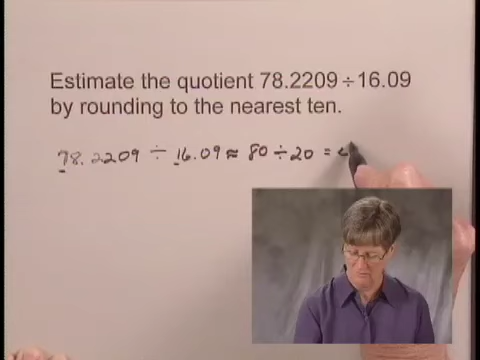 Estimate the quotient 78.2209 ÷ 16.09
by rounding to the nearest ten.
78.2209 ÷ 16.09 ≈ 80 ÷ 20 =